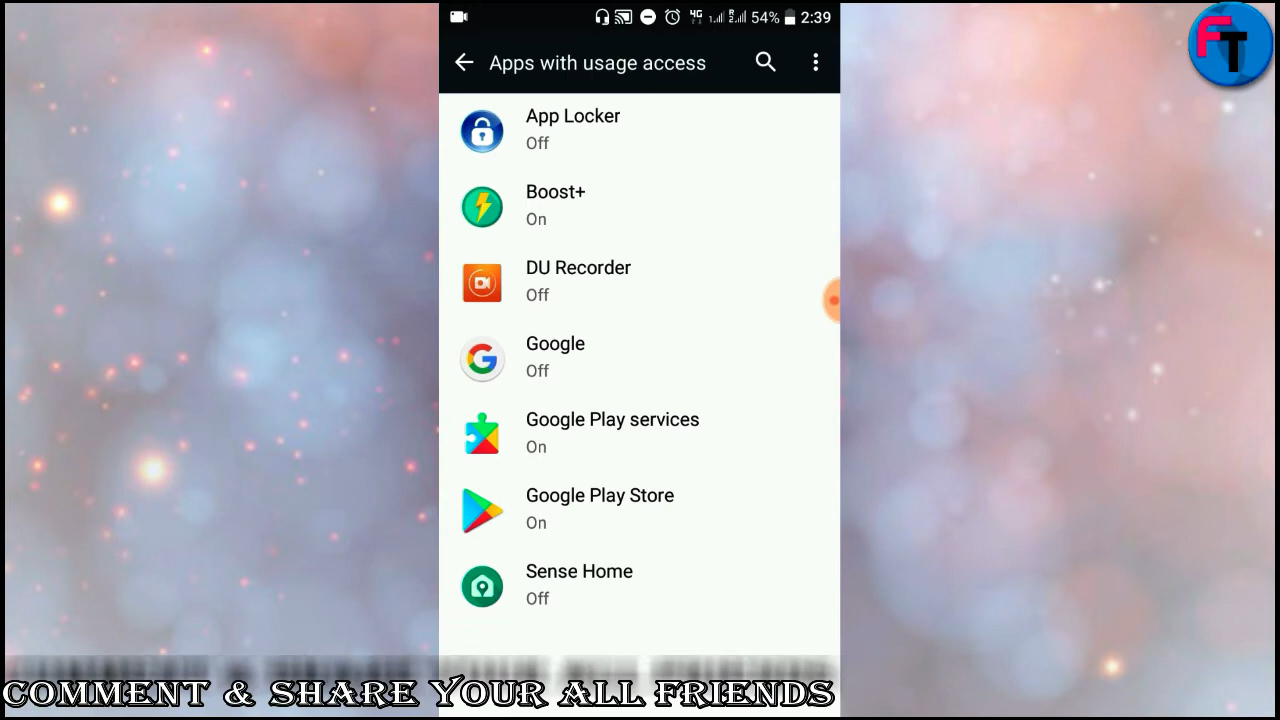 54% 2:39
FT
Apps with usage access
App Locker
Off
Boost+
On
DU Recorder
Off
Google
Off
Google Play services
On
Google Play Store
On
Sense Home
Off
COMMENT & SHARE YOUR ALL FRIENDS